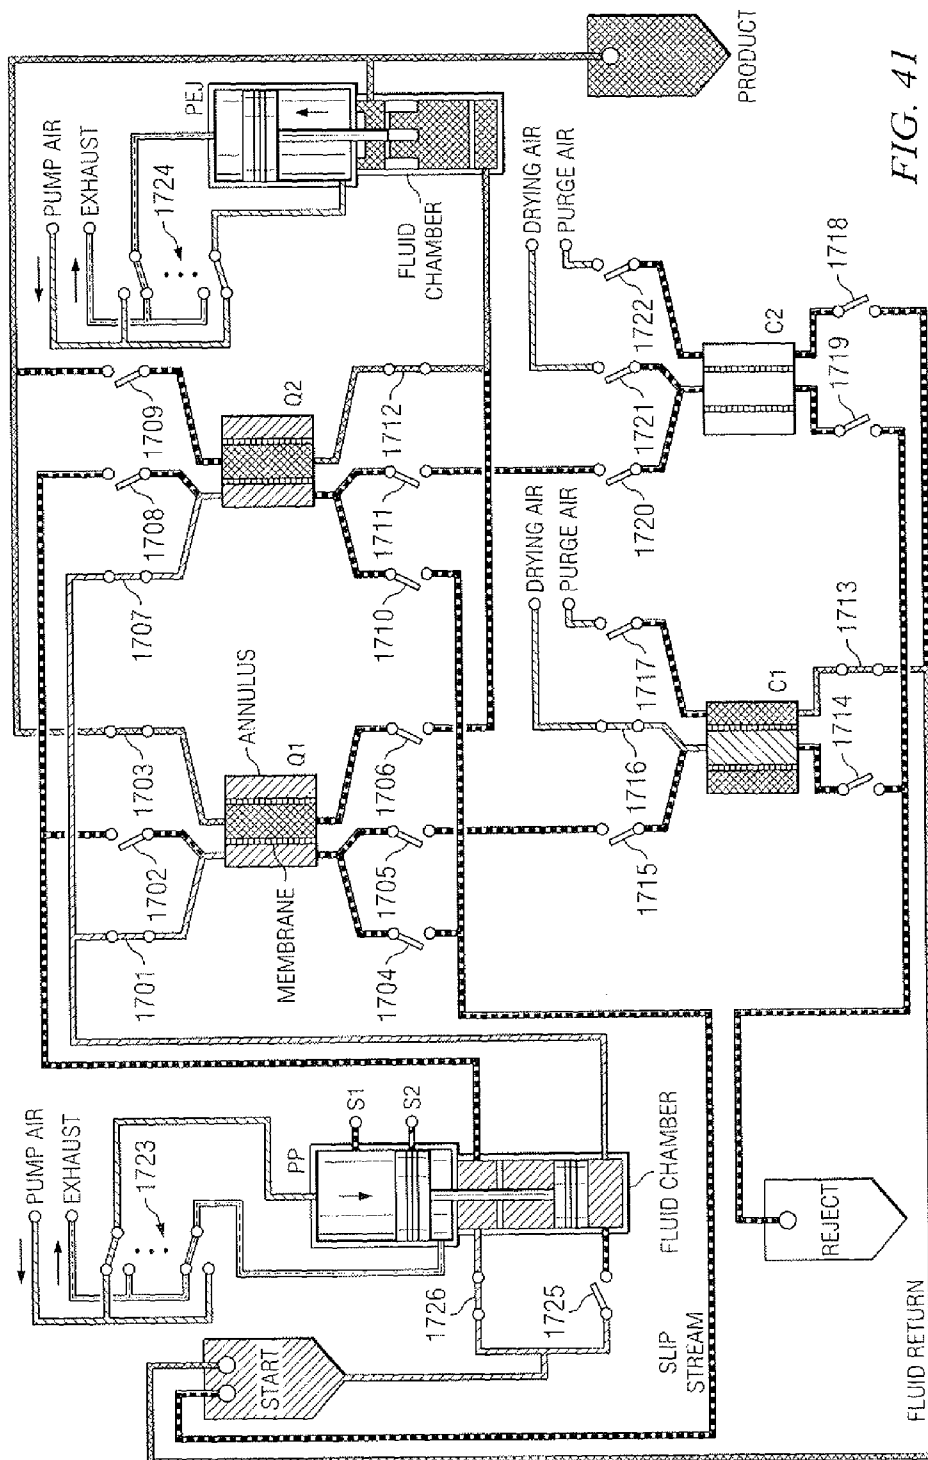 PUMP AIR
EXHAUST
1723
PP
S1
S2
START
1726
1725
FLUID CHAMBER
SLIP
STREAM
REJECT
FLUID RETURN
1701
1702
1703
MEMBRANE
ANNULUS
Q1
1704
1705
1706
1707
1708
1709
Q2
1710
1711
1712
PUMP AIR
EXHAUST
1724
PEJ
FLUID
CHAMBER
PRODUCT
DRYING AIR
PURGE AIR
1715
1716
1717
C1
1714
1713
DRYING AIR
PURGE AIR
1720
1721
1722
C2
1719
1718
FIG. 41